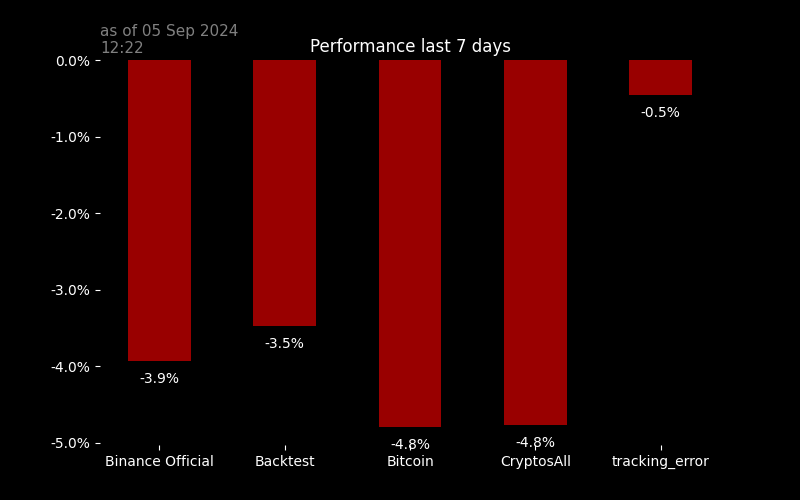 as of 05 Sep 2024
12:22
Performance last 7 days
0.0%
-1.0%
-2.0%
-3.0%
-4.0%
-5.0%
-3.9%
-3.5%
-4.8%
-4.8%
-0.5%
Binance Official
Backtest
Bitcoin
CryptosAll
tracking_error